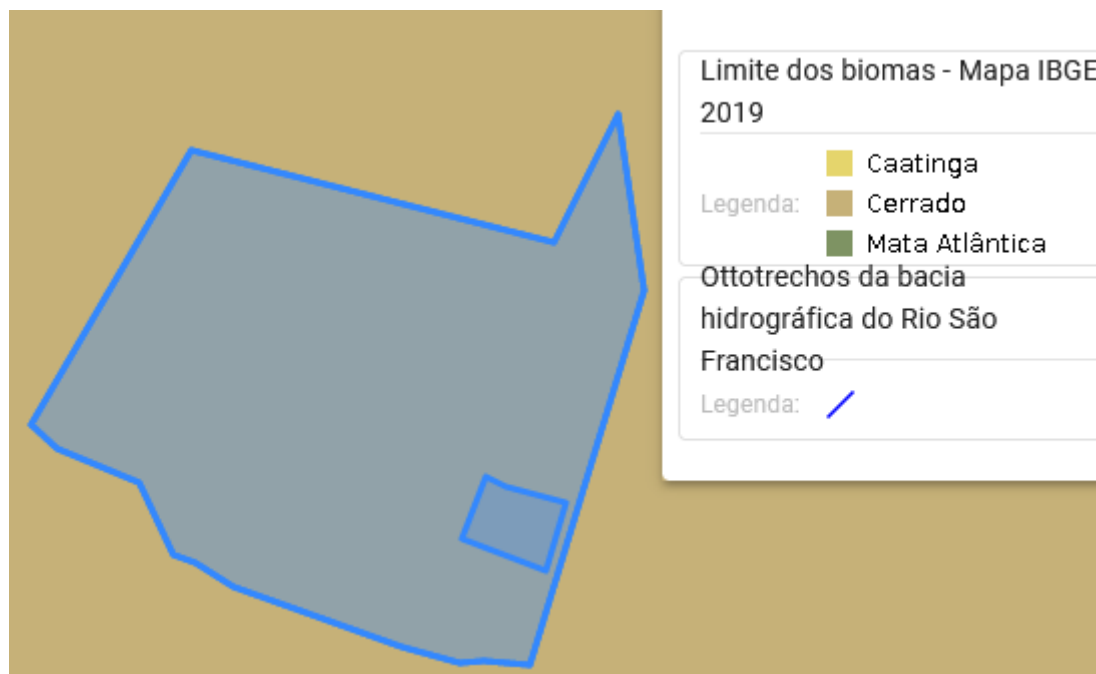 Limite dos biomas - Mapa IBGE
2019
Legenda:
Caatinga
Cerrado
Mata Atlântica
Ottotrechos da bacia
hidrográfica do Rio São
Francisco
Legenda: